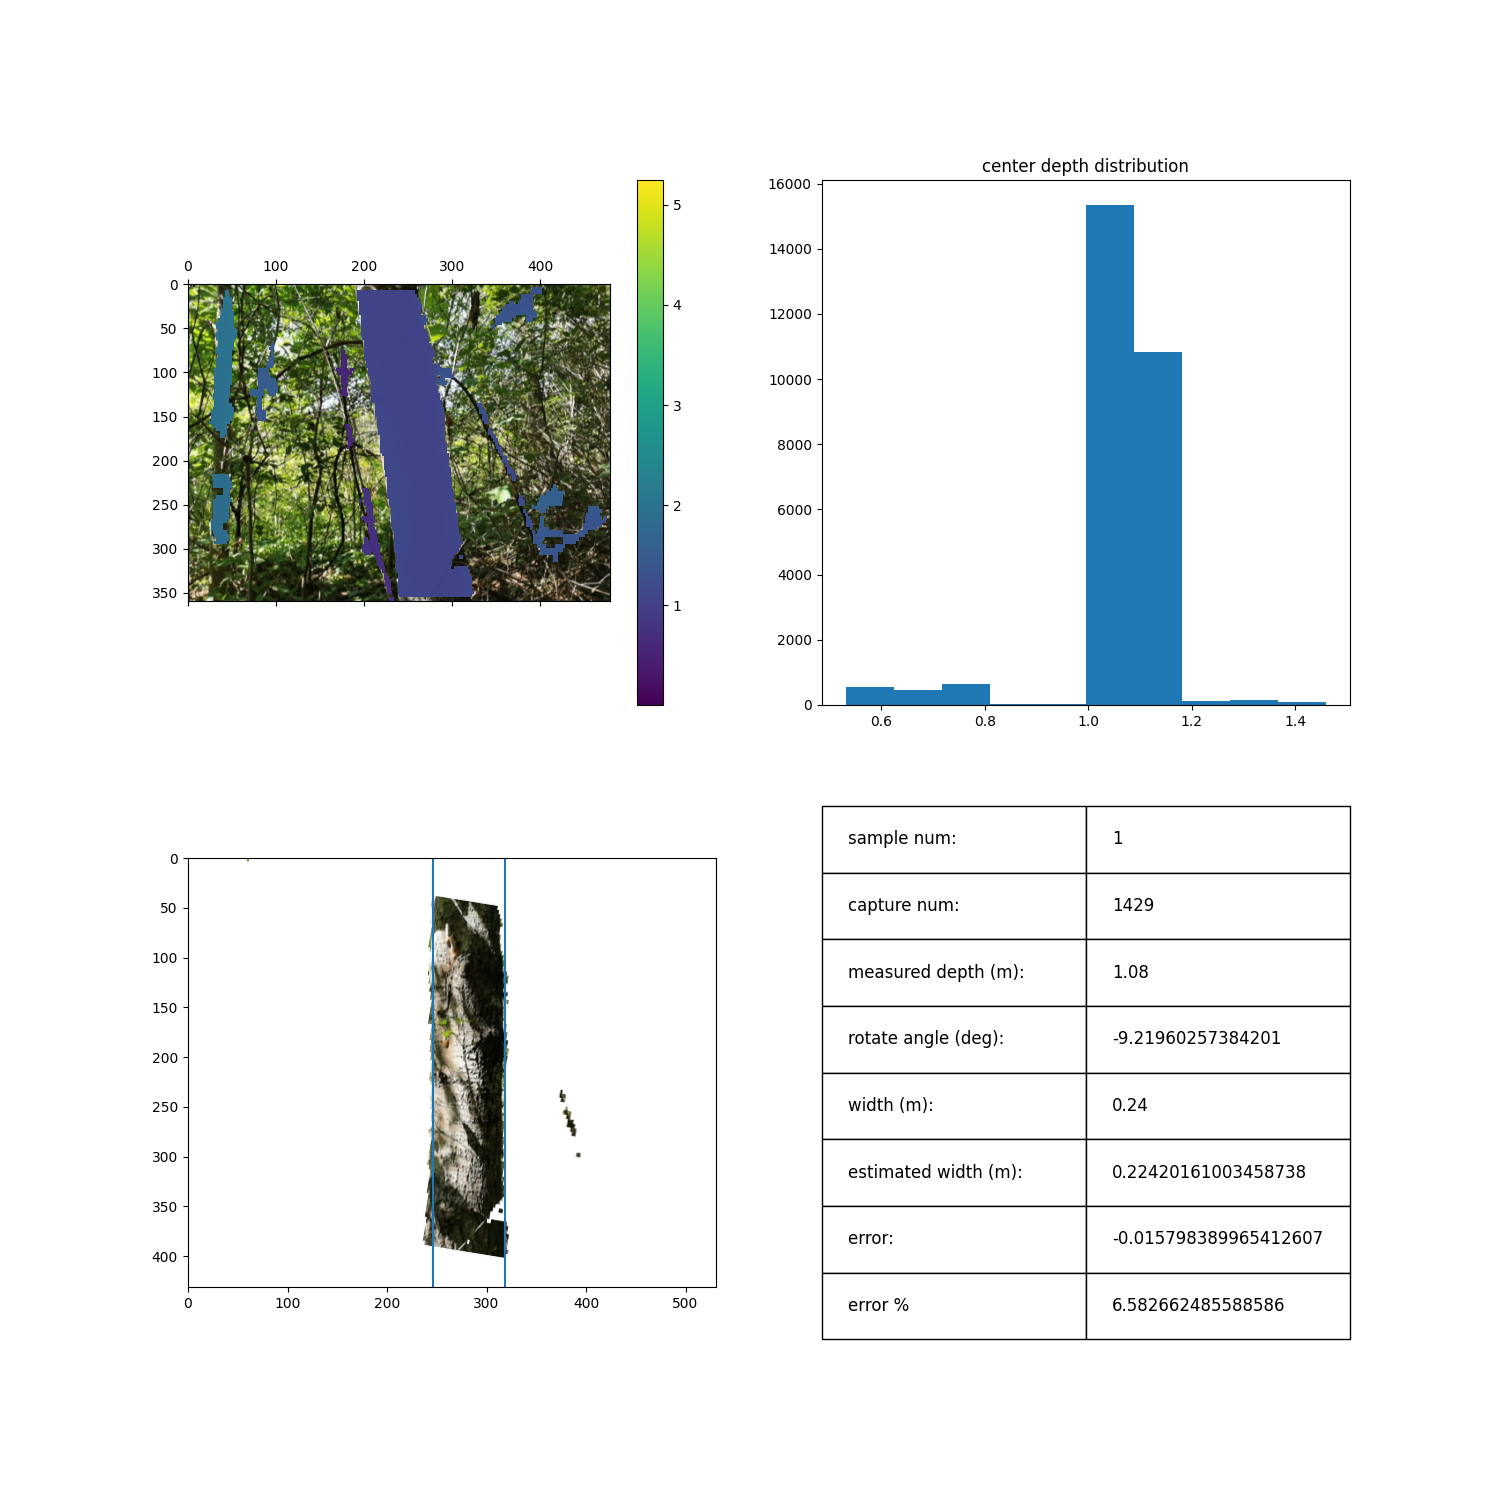 0 100 200 300 400
0
50
100
150
200
250
300
350
5
4
3
2
1
center depth distribution
16000
14000
12000
10000
8000
6000
4000
2000
0
0.6 0.8 1.0 1.2 1.4
0
50
100
150
200
250
300
350
400
0 100 200 300 400 500
sample num: 1
capture num: 1429
measured depth (m): 1.08
rotate angle (deg): -9.21960257384201
width (m): 0.24
estimated width (m): 0.22420161003458738
error: -0.015798389965412607
error % 6.582662485588586